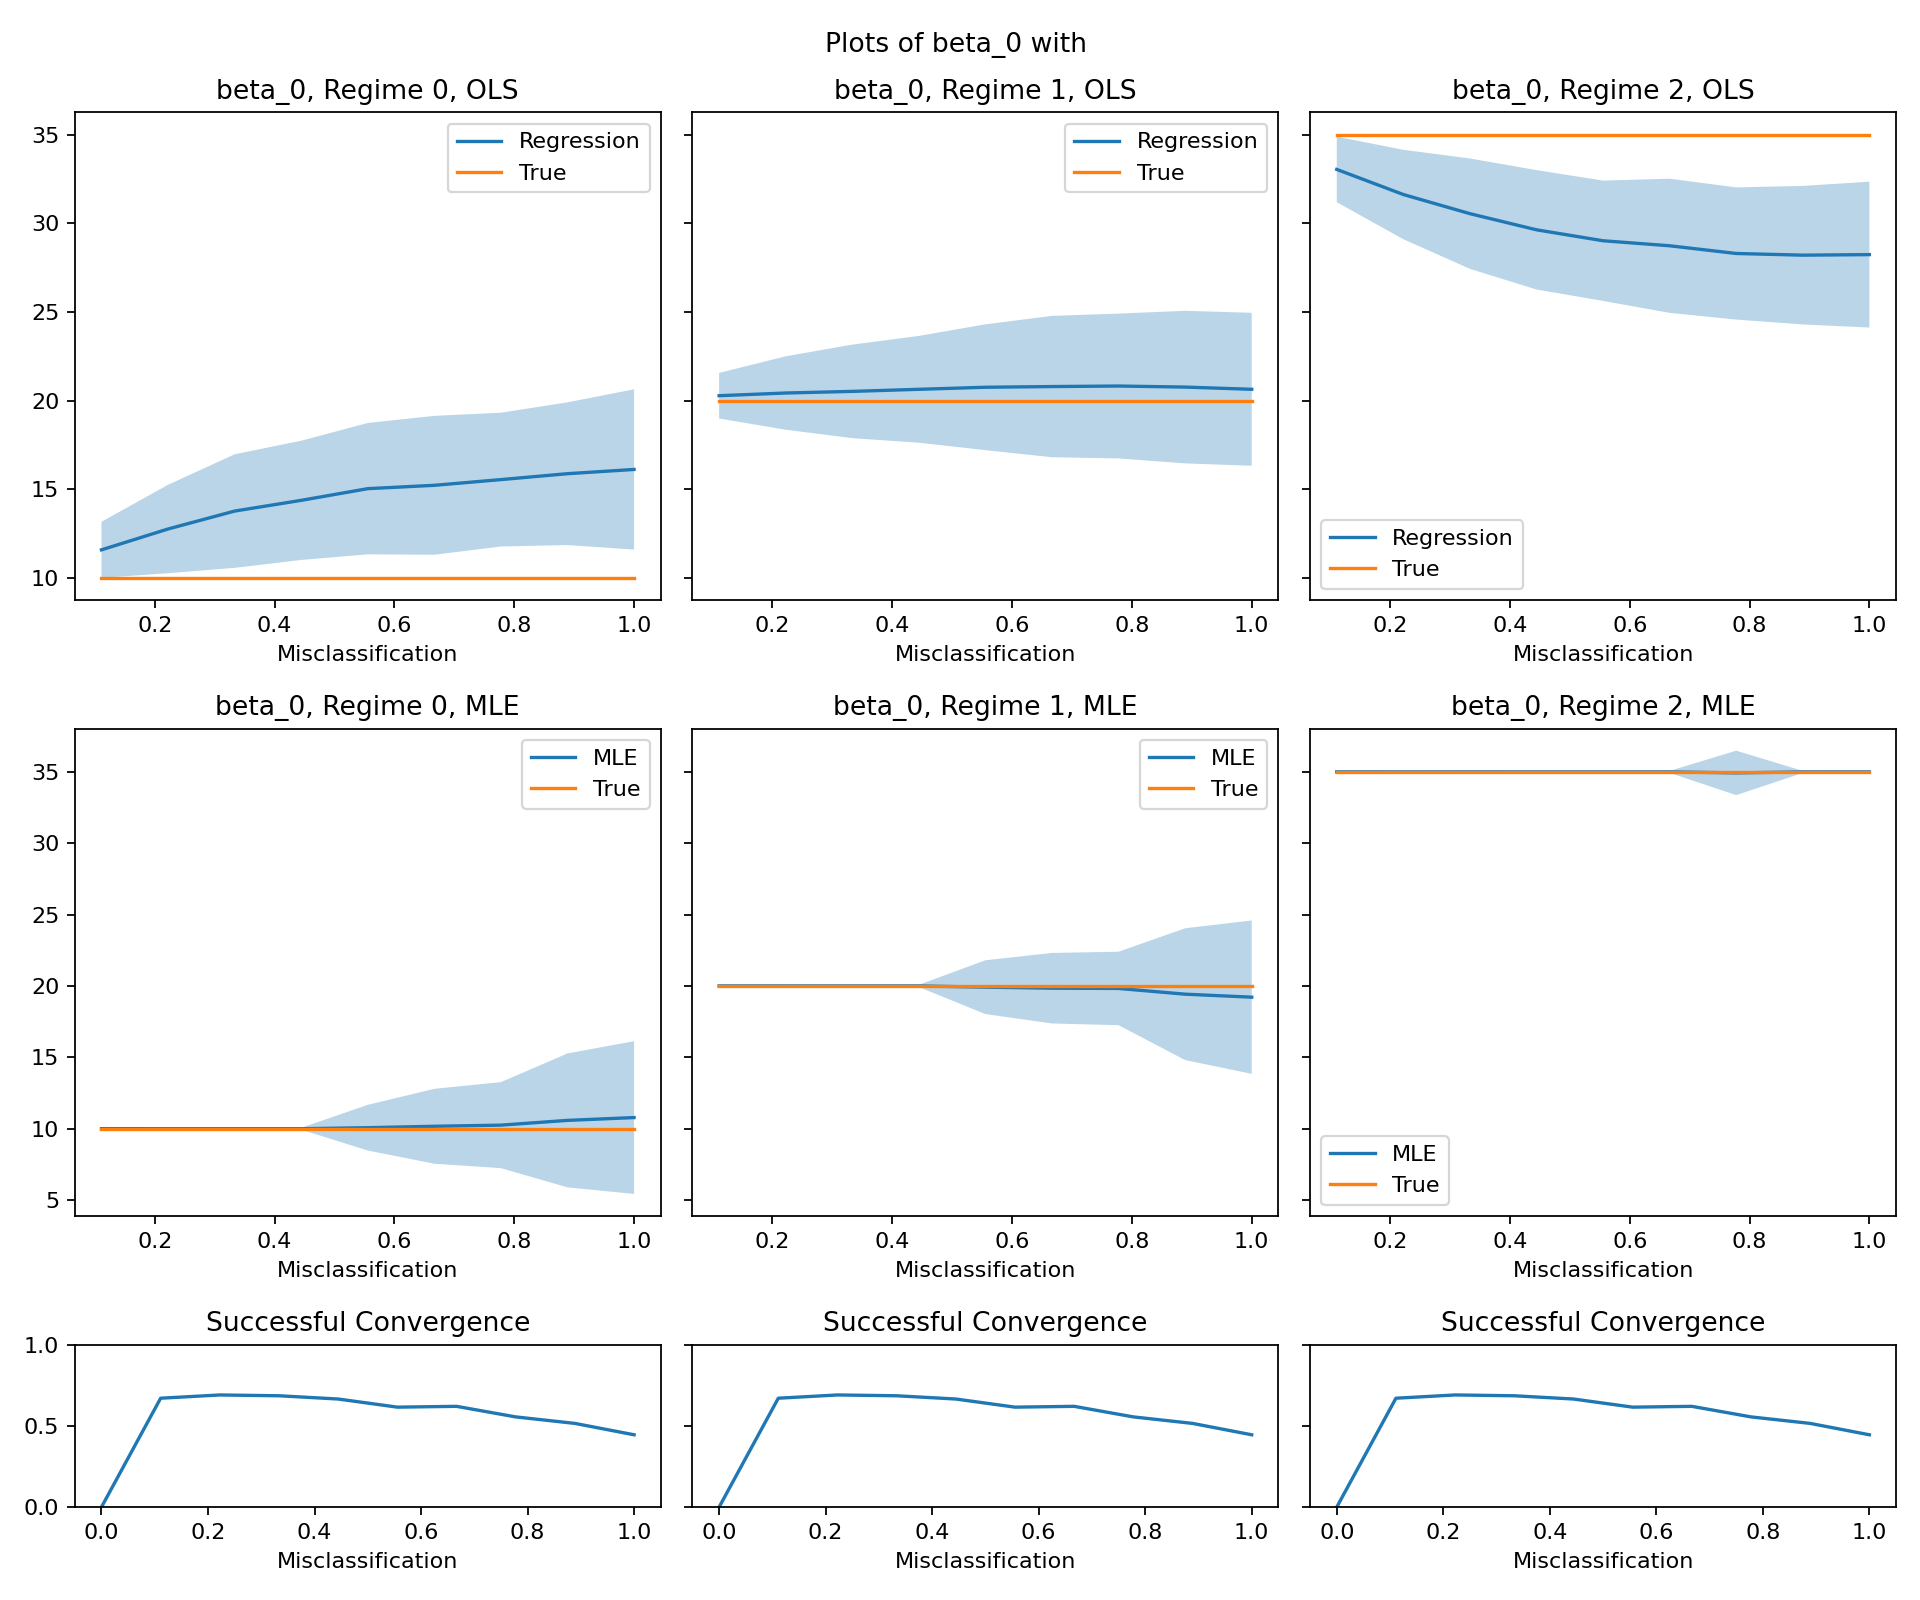 Plots of beta_0 with
beta_0, Regime 0, OLS
beta_0, Regime 1, OLS
beta_0, Regime 2, OLS
35
30
25
20
15
10
Regression
True
Regression
True
Regression
True
0.2 0.4 0.6 0.8 1.0
0.2 0.4 0.6 0.8 1.0
0.2 0.4 0.6 0.8 1.0
Misclassification
Misclassification
Misclassification
beta_0, Regime 0, MLE
beta_0, Regime 1, MLE
beta_0, Regime 2, MLE
35
30
25
20
15
10
5
MLE
True
MLE
True
MLE
True
0.2 0.4 0.6 0.8 1.0
0.2 0.4 0.6 0.8 1.0
0.2 0.4 0.6 0.8 1.0
Misclassification
Misclassification
Misclassification
Successful Convergence
Successful Convergence
Successful Convergence
1.0
0.5
0.0
0.0 0.2 0.4 0.6 0.8 1.0
0.0 0.2 0.4 0.6 0.8 1.0
0.0 0.2 0.4 0.6 0.8 1.0
Misclassification
Misclassification
Misclassification